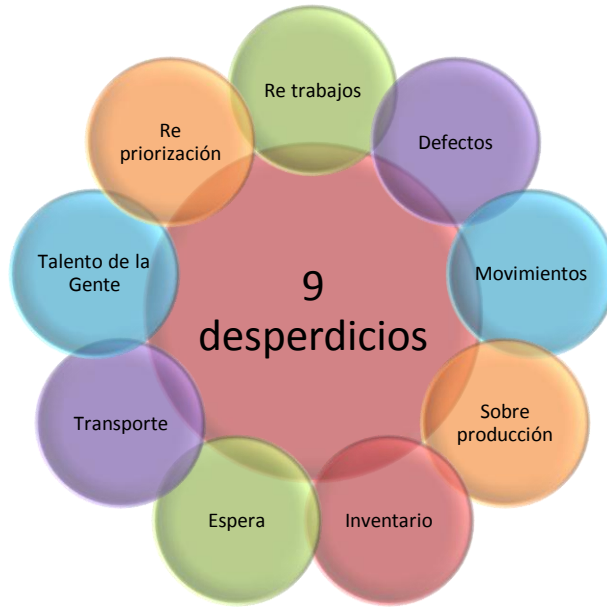 Re trabajos
Defectos
Movimientos
Sobre
producción
Inventario
Espera
Transporte
Talento de la
Gente
Re
priorización
9
desperdicios